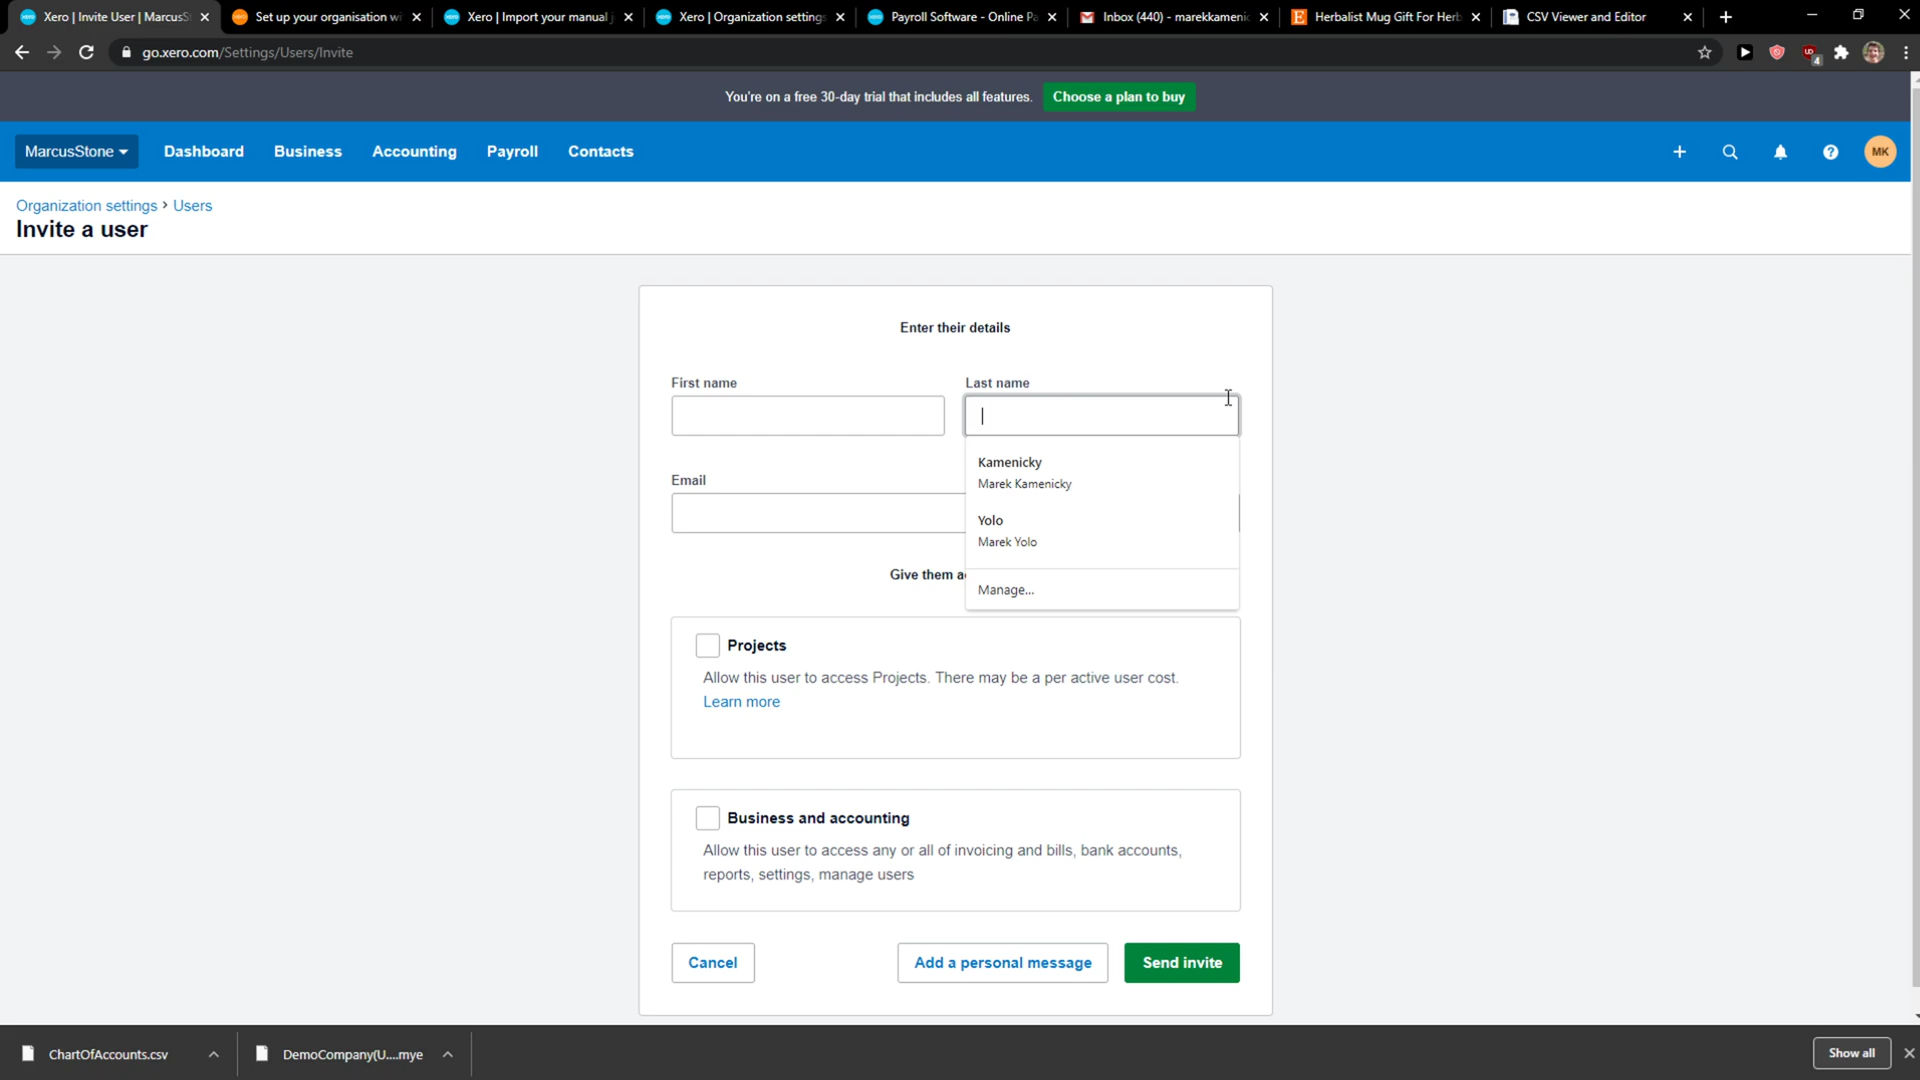 Xero | Invite User | MarcusSt
Set up your organisation wi
Xero | Import your manual j
Xero | Organization settings
Payroll Software - Online Pa
Inbox (440) - marekkamenic
Herbalist Mug Gift For Herb
CSV Viewer and Editor
go.xero.com/Settings/Users/Invite
4
You're on a free 30-day trial that includes all features.
Choose a plan to buy
MarcusStone
Dashboard
Business
Accounting
Payroll
Contacts
MK
Organization settings › Users
Invite a user
Enter their details
First name
Last name
Kamenicky
Marek Kamenicky
Email
Yolo
Marek Yolo
Give them a
Manage...
Projects
Allow this user to access Projects. There may be a per active user cost.
Learn more
Business and accounting
Allow this user to access any or all of invoicing and bills, bank accounts,
reports, settings, manage users
Cancel
Add a personal message
Send invite
ChartOfAccounts.csv
DemoCompany(U....mye
Show all